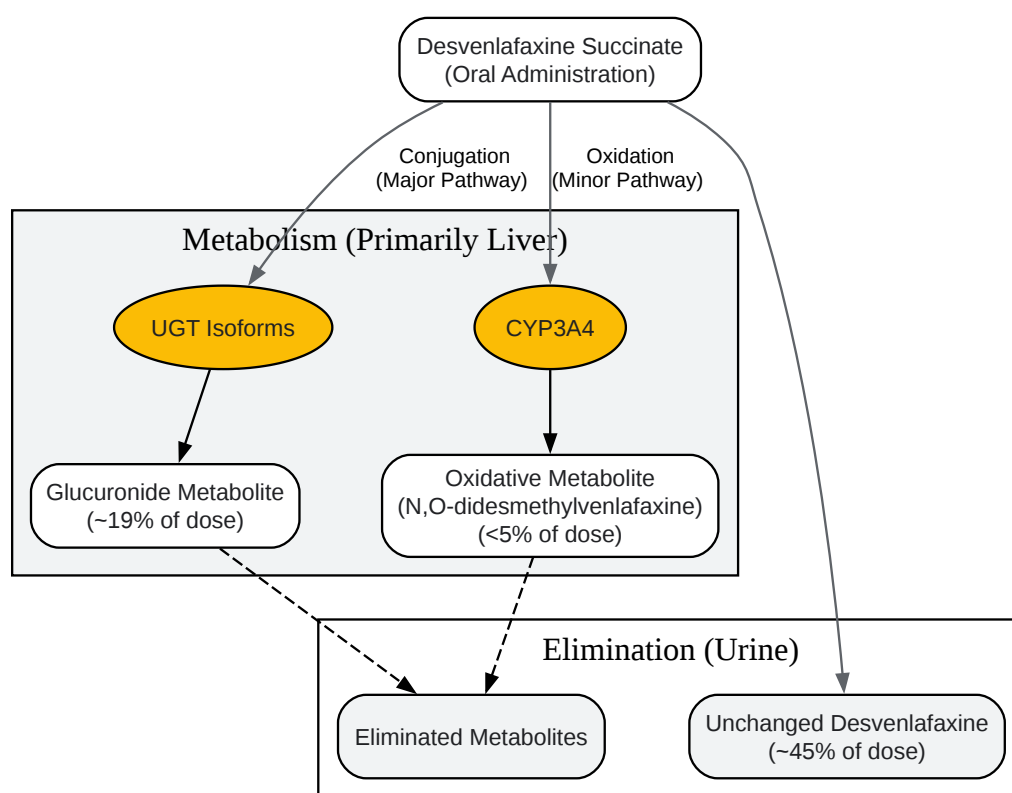 Desvenlafaxine Succinate
(Oral Administration)
Conjugation
(Major Pathway)
Oxidation
(Minor Pathway)
Metabolism (Primarily Liver)
UGT Isoforms
CYP3A4
Glucuronide Metabolite
(~19% of dose)
Oxidative Metabolite
(N,O-didesmethylvenlafaxine)
(<5% of dose)
Elimination (Urine)
Eliminated Metabolites
Unchanged Desvenlafaxine
(~45% of dose)